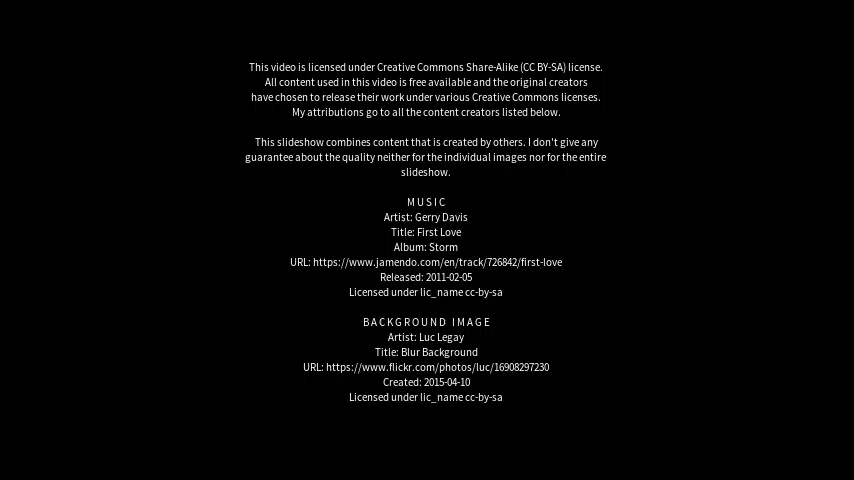 This video is licensed under Creative Commons Share-Alike (CC BY-SA) license.
All content used in this video is free available and the original creators
have chosen to release their work under various Creative Commons licenses.
My attributions go to all the content creators listed below.
This slideshow combines content that is created by others. I don't give any
guarantee about the quality neither for the individual images nor for the entire
slideshow.
MUSIC
Artist: Gerry Davis
Title: First Love
Album: Storm
URL: https://www.jamendo.com/en/track/726842/first-love
Released: 2011-02-05
Licensed under lic_name cc-by-sa
BACKGROUND IMAGE
Artist: Luc Legay
Title: Blur Background
URL: https://www.flickr.com/photos/luc/16908297230
Created: 2015-04-10
Licensed under lic_name cc-by-sa